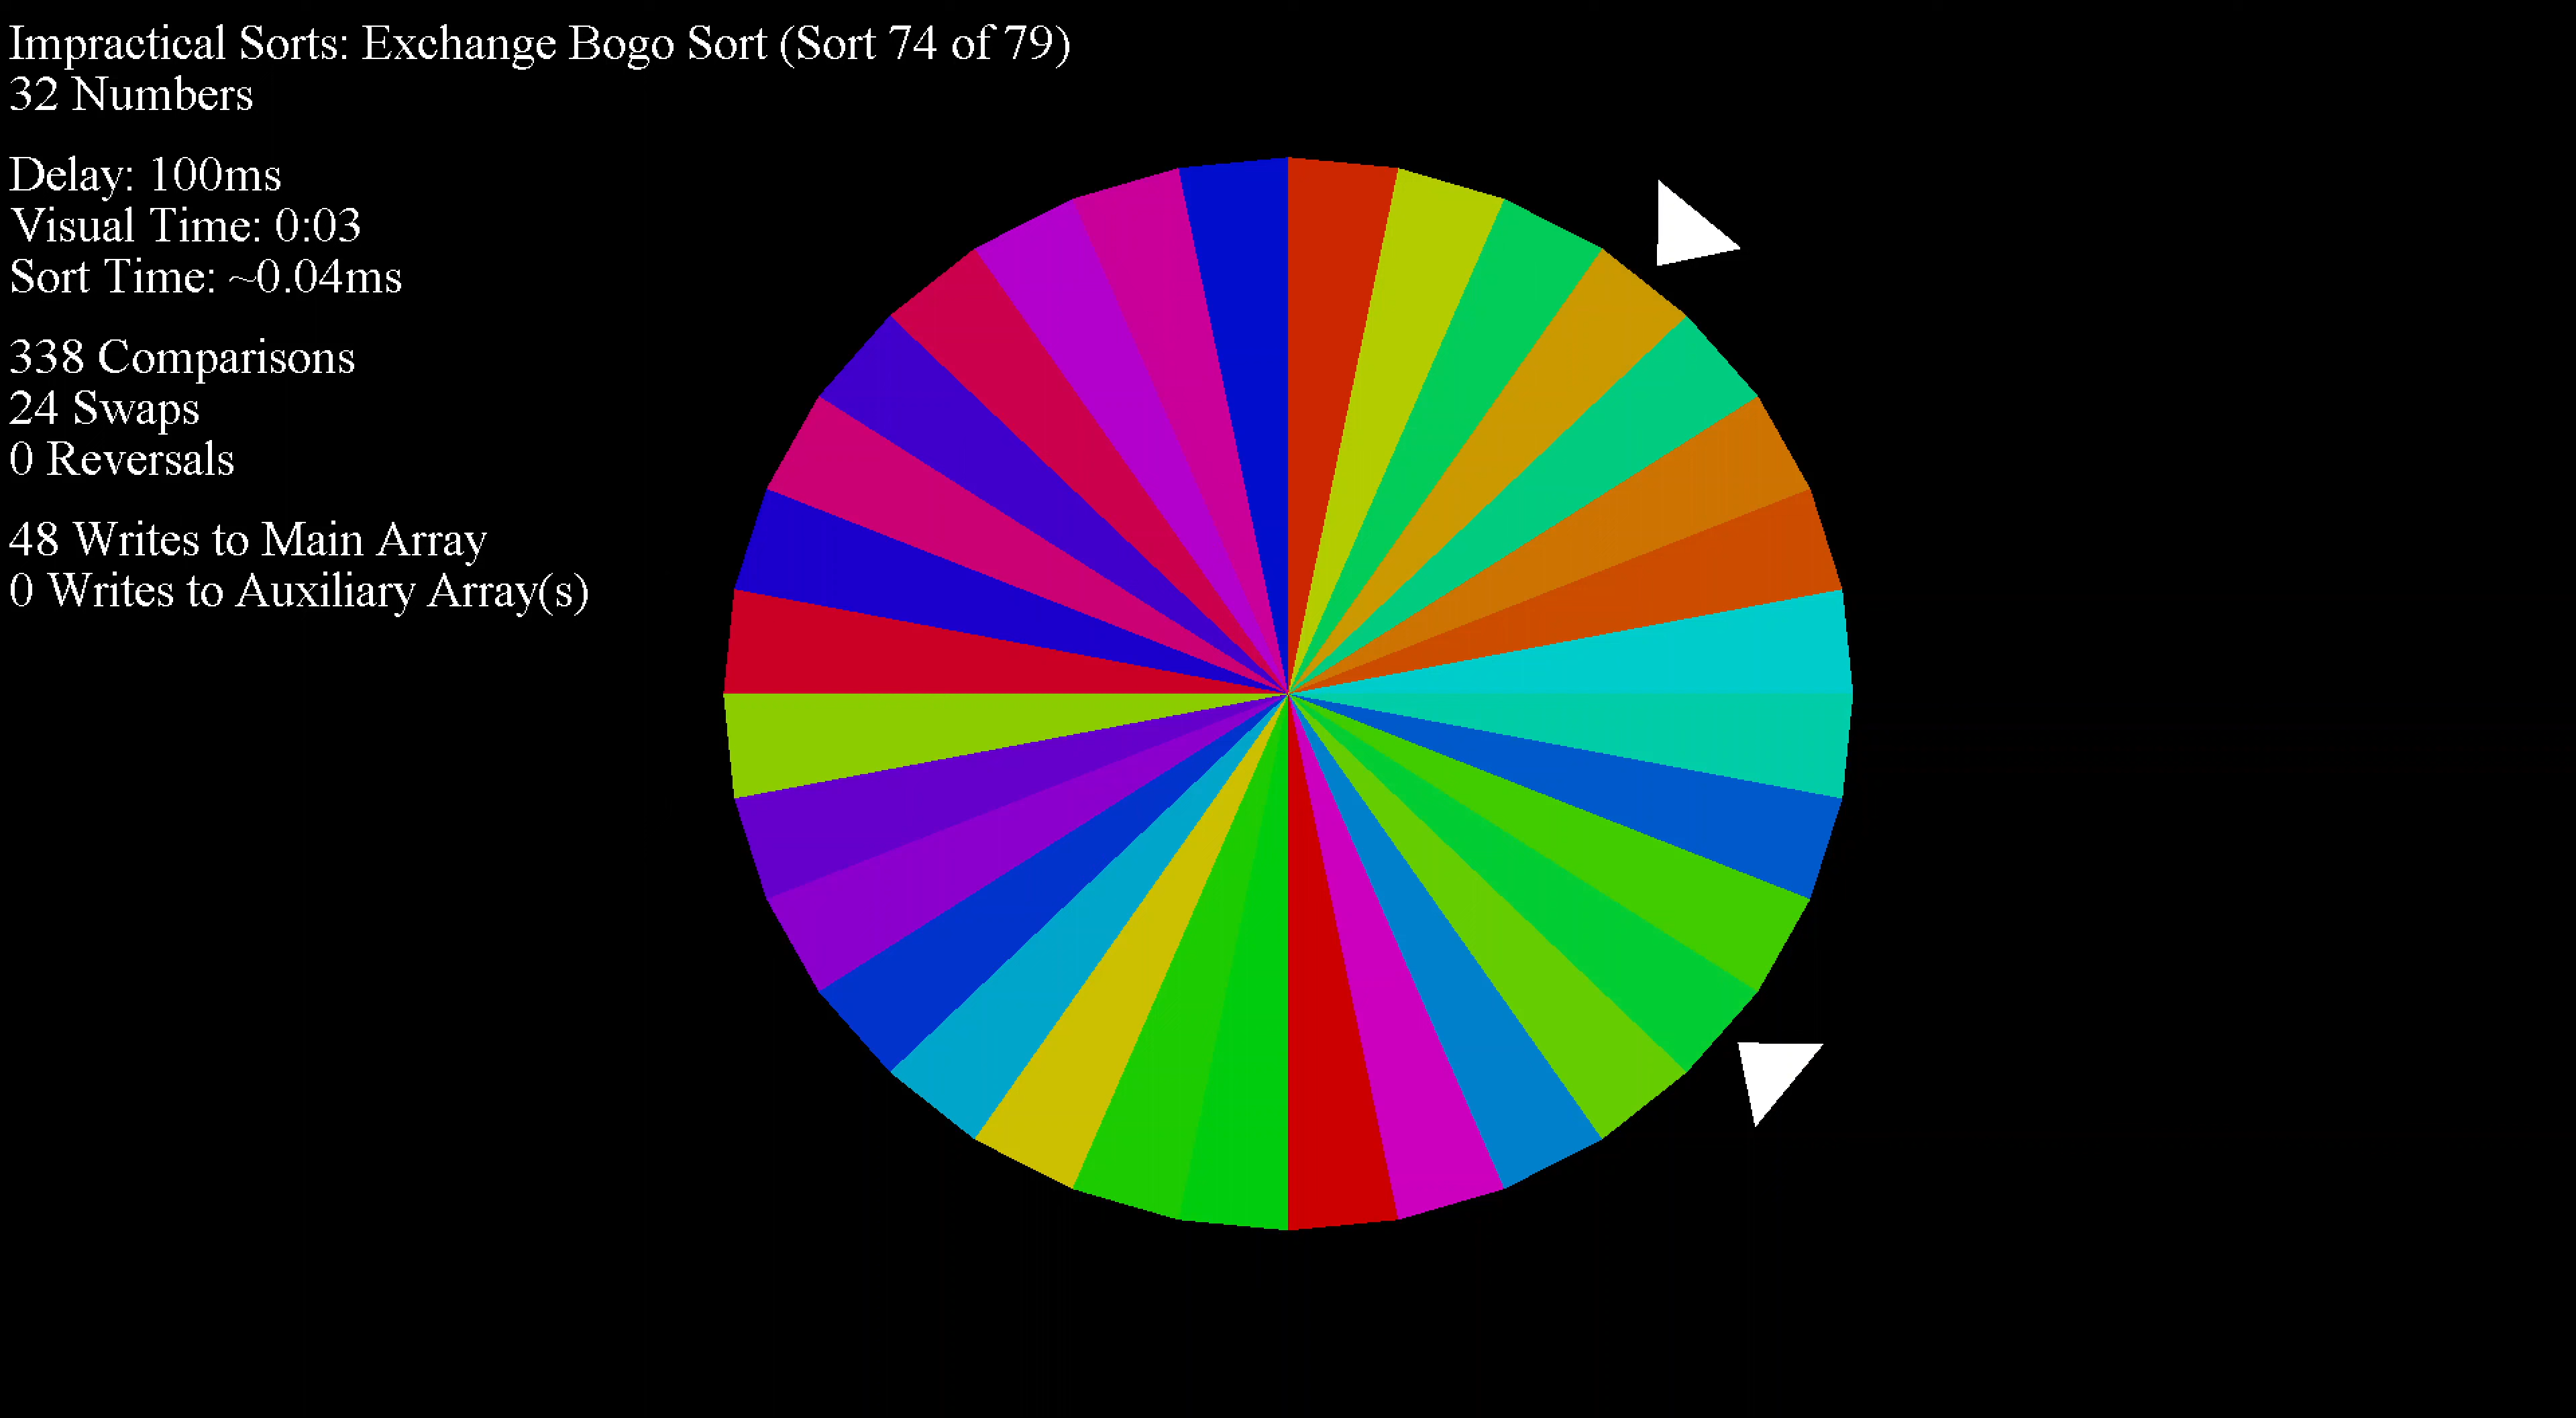 Impractical Sorts: Exchange Bogo Sort (Sort 74 of 79)
32 Numbers
Delay: 100ms
Visual Time: 0:03
Sort Time: ~0.04ms
338 Comparisons
24 Swaps
0 Reversals
48 Writes to Main Array
0 Writes to Auxiliary Array(s)